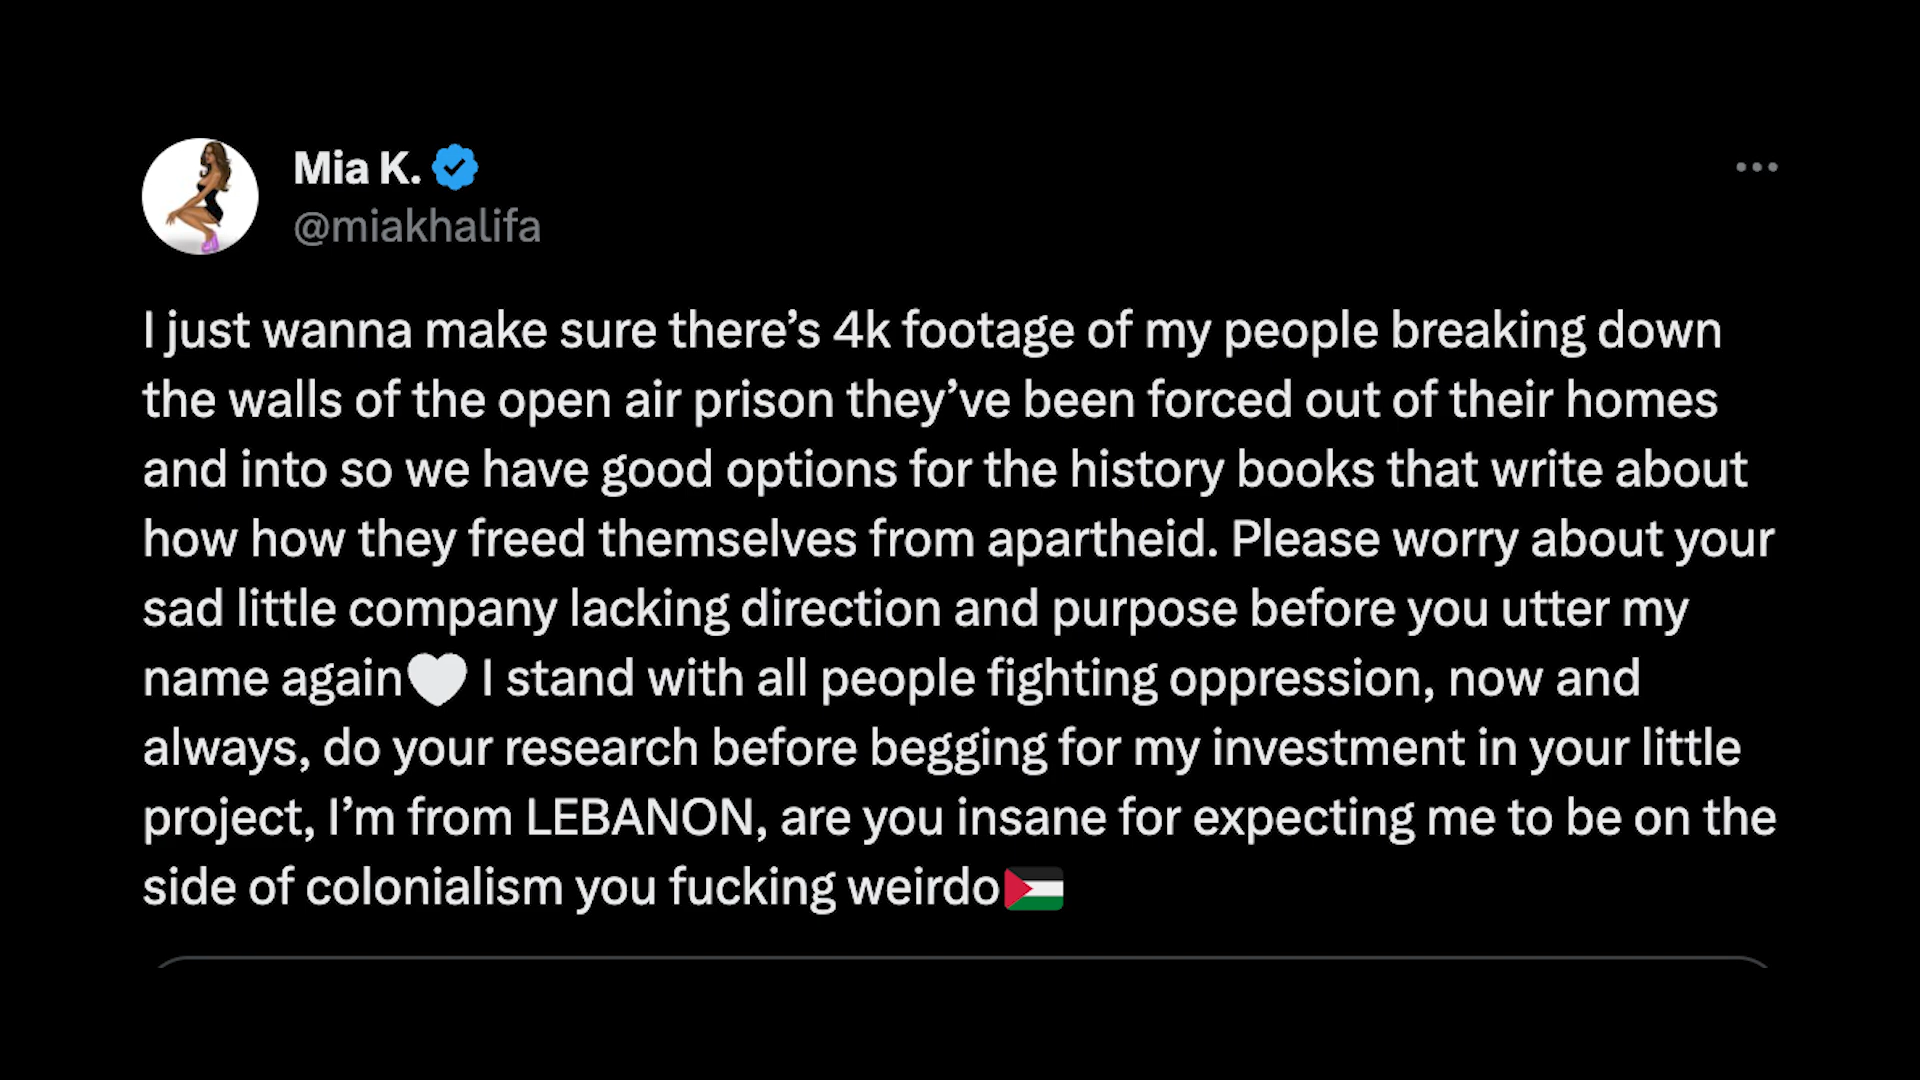 Mia K.
@miakhalifa
I just wanna make sure there’s 4k footage of my people breaking down
the walls of the open air prison they’ve been forced out of their homes
and into so we have good options for the history books that write about
how how they freed themselves from apartheid. Please worry about your
sad little company lacking direction and purpose before you utter my
name again🤍 I stand with all people fighting oppression, now and
always, do your research before begging for my investment in your little
project, I’m from LEBANON, are you insane for expecting me to be on the
side of colonialism you fucking weirdo🇵🇸